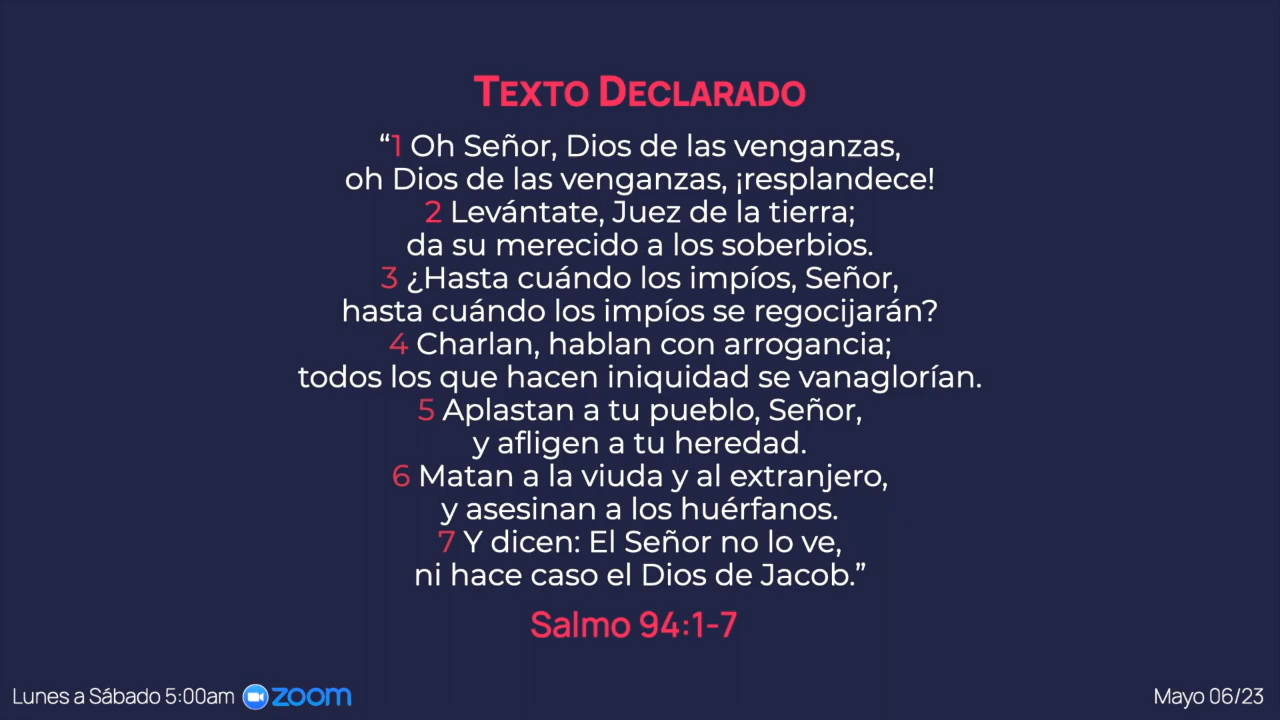 TEXTO DECLARADO
“1 Oh Señor, Dios de las venganzas,
oh Dios de las venganzas, ¡resplandece!
2 Levántate, Juez de la tierra;
da su merecido a los soberbios.
3 ¿Hasta cuándo los impíos, Señor,
hasta cuándo los impíos se regocijarán?
4 Charlan, hablan con arrogancia;
todos los que hacen iniquidad se vanaglorían.
5 Aplastan a tu pueblo, Señor,
y afligen a tu heredad.
6 Matan a la viuda y al extranjero,
y asesinan a los huérfanos.
7 Y dicen: El Señor no lo ve,
ni hace caso el Dios de Jacob.”
Salmo 94:1-7
Lunes a Sábado 5:00am zoom
Mayo 06/23